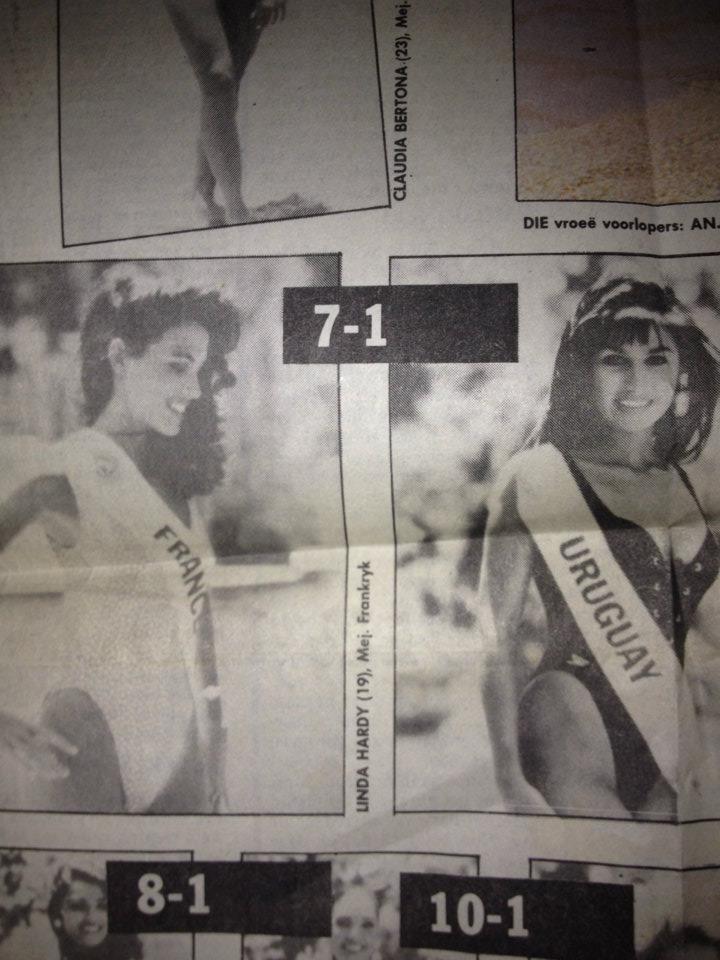 CLAUDIA BERTONA (23), Mej.
DIE vroeë voorlopers: AN
7-1
FRANC
URUGUAY
LINDA HARDY (19), Mej. Frankryk
8-1
10-1